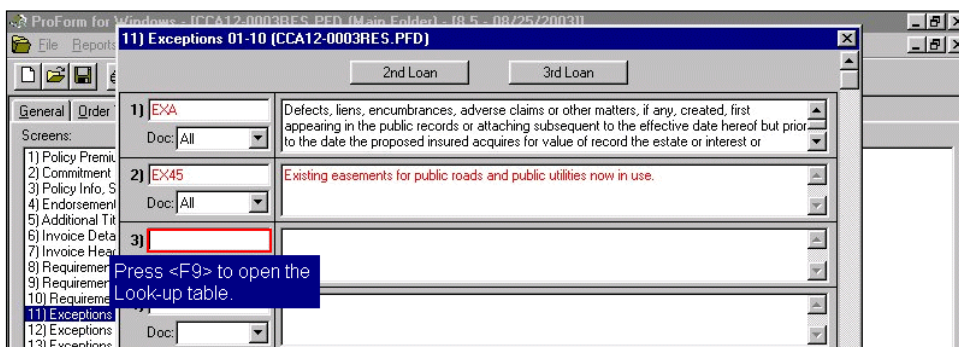 ProForm for Windows - [CCA12-0003RES.PFD (Main Folder) - [8.5 - 08/25/2003]]
File Reports
11) Exceptions 01-10 (CCA12-0003RES.PFD)
2nd Loan 3rd Loan
General Order
Screens:
1) Policy Premiu
2) Commitment
3) Policy Info, S
4) Endorsement
5) Additional Tit
6) Invoice Deta
7) Invoice Head
8) Requiremen
9) Requiremen
10) Requireme
11) Exceptions
12) Exceptions
13) Exceptions
1) EXA
Doc: All
Defects, liens, encumbrances, adverse claims or other matters, if any, created, first
appearing in the public records or attaching subsequent to the effective date hereof but prior
to the date the proposed insured acquires for value of record the estate or interest or
2) EX45
Doc: All
Existing easements for public roads and public utilities now in use.
3)
Press <F9> to open the
Look-up table.
Doc: